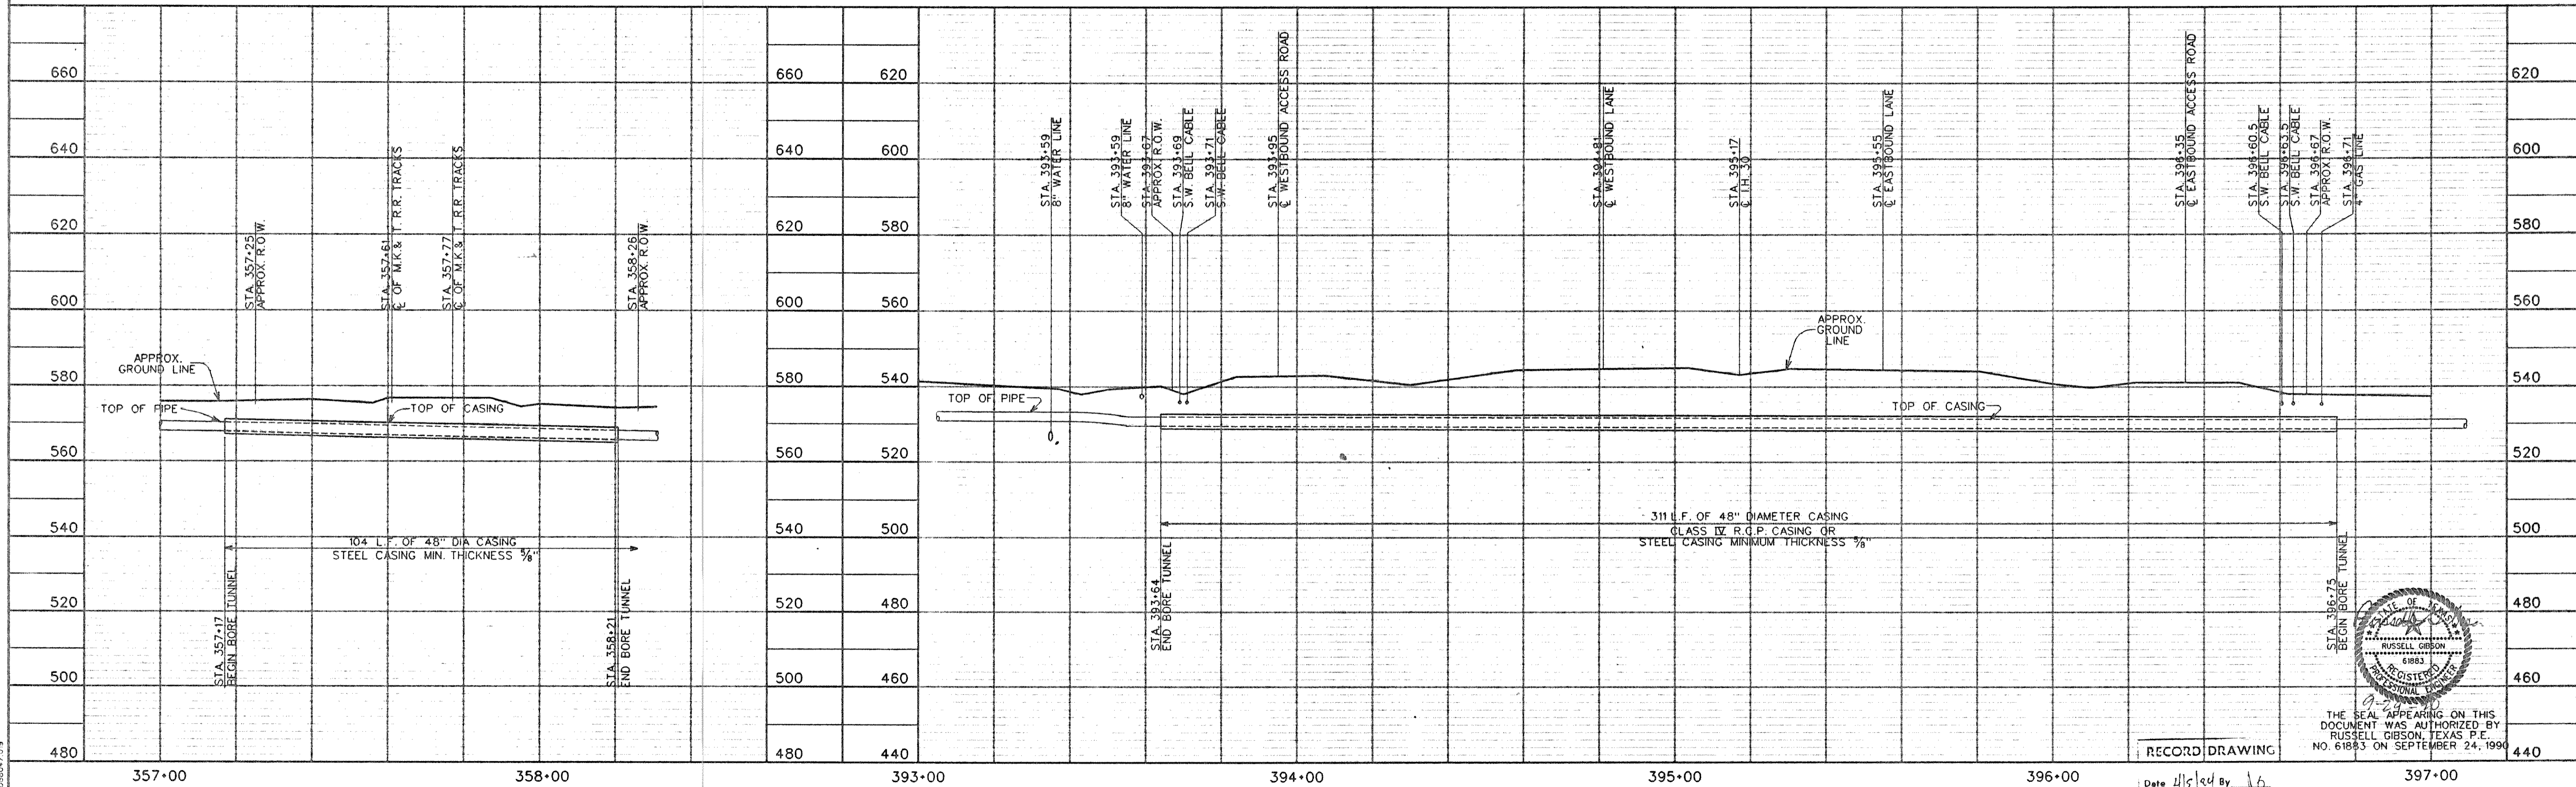 660
640
620
600
580
560
540
520
500
480
STA. 357+25
APPROX. R.O.W.
STA. 357+61
℄ OF M.K.& T. R.R. TRACKS
STA. 357+77
℄ OF M.K.& T. R.R. TRACKS
STA. 358+26
APPROX. R.O.W.
APPROX.
GROUND LINE
TOP OF PIPE
TOP OF CASING
104 L.F. OF 48" DIA CASING
STEEL CASING MIN. THICKNESS 5/8"
STA. 357+17
BEGIN BORE TUNNEL
STA. 358+21
END BORE TUNNEL
357+00
358+00
660
640
620
600
580
560
540
520
500
480
620
600
580
560
540
520
500
480
460
440
STA. 393+59
8" WATER LINE
STA. 393+59
8" WATER LINE
STA. 393+67
APPROX. R.O.W.
STA. 393+69
S.W. BELL CABLE
STA. 393+71
S.W. BELL CABLE
STA. 393+95
℄ WESTBOUND ACCESS ROAD
STA. 394+81
℄ WESTBOUND LANE
STA. 395+17
℄ I.H. 30
STA. 395+55
℄ EASTBOUND LANE
STA. 396+35
℄ EASTBOUND ACCESS ROAD
STA. 396+60.5
S.W. BELL CABLE
STA. 396+63.5
S.W. BELL CABLE
STA. 396+67
APPROX. R.O.W.
STA. 396+71
4" GAS LINE
APPROX.
GROUND
LINE
TOP OF PIPE
TOP OF CASING
311 L.F. OF 48" DIAMETER CASING
CLASS IV R.C.P. CASING OR
STEEL CASING MINIMUM THICKNESS 5/8"
STA. 393+64
END BORE TUNNEL
STA. 396+75
BEGIN BORE TUNNEL
620
600
580
560
540
520
500
480
460
440
393+00
394+00
395+00
396+00
397+00
STATE OF TEXAS
RUSSELL GIBSON
61883
REGISTERED
PROFESSIONAL ENGINEER
THE SEAL APPEARING ON THIS
DOCUMENT WAS AUTHORIZED BY
RUSSELL GIBSON, TEXAS P.E.
NO. 61883 ON SEPTEMBER 24, 1990
RECORD DRAWING
Date 4/5/94 By